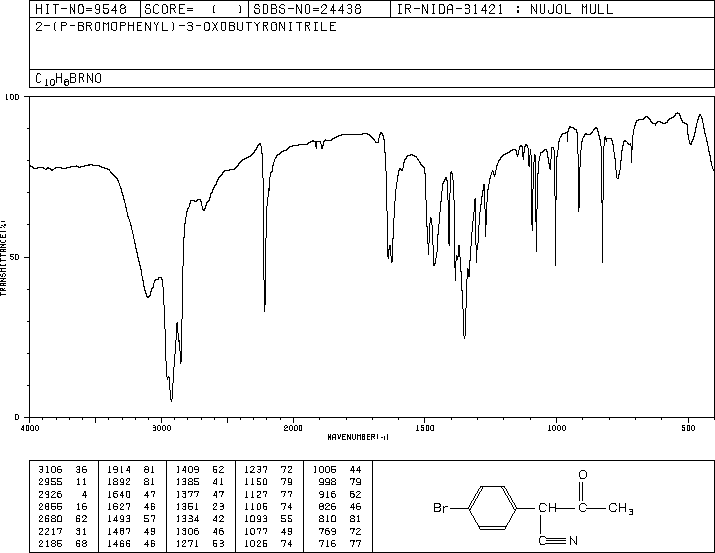 HIT-NO=9548 SCORE= ( ) SDBS-NO=24438 IR-NIDA-31421 : NUJOL MULL
2-(P-BROMOPHENYL)-3-OXOBUTYRONITRILE
C10H8BRNO
100
50
0
TRANSMITTANCE(%)
4000 3000 2000 1500 1000 500
WAVENUMBER(-1)
3106 36 1914 81 1409 52 1237 72 1005 44
2955 11 1892 81 1385 41 1150 79 998 79
2926 4 1640 47 1377 47 1127 77 916 62
2855 16 1627 46 1351 23 1105 74 826 46
2680 62 1493 57 1334 42 1093 55 810 81
2217 31 1487 49 1306 46 1077 49 769 72
2185 68 1466 46 1271 53 1025 74 716 77
O
Br CH C CH3
C≡N